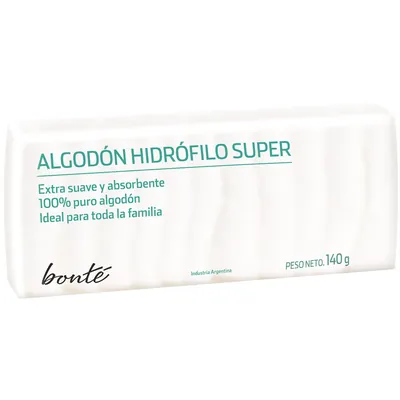 ALGODÓN HIDRÓFILO SUPER
Extra suave y absorbente
100% puro algodón
Ideal para toda la familia
bonté
Industria Argentina
PESO NETO. 140 g